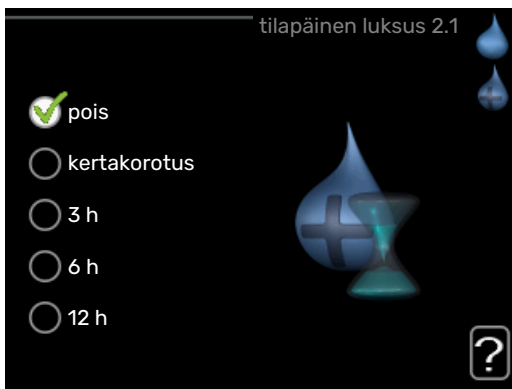 tilapäinen luksus 2.1
pois
kertakorotus
3 h
6 h
12 h
?